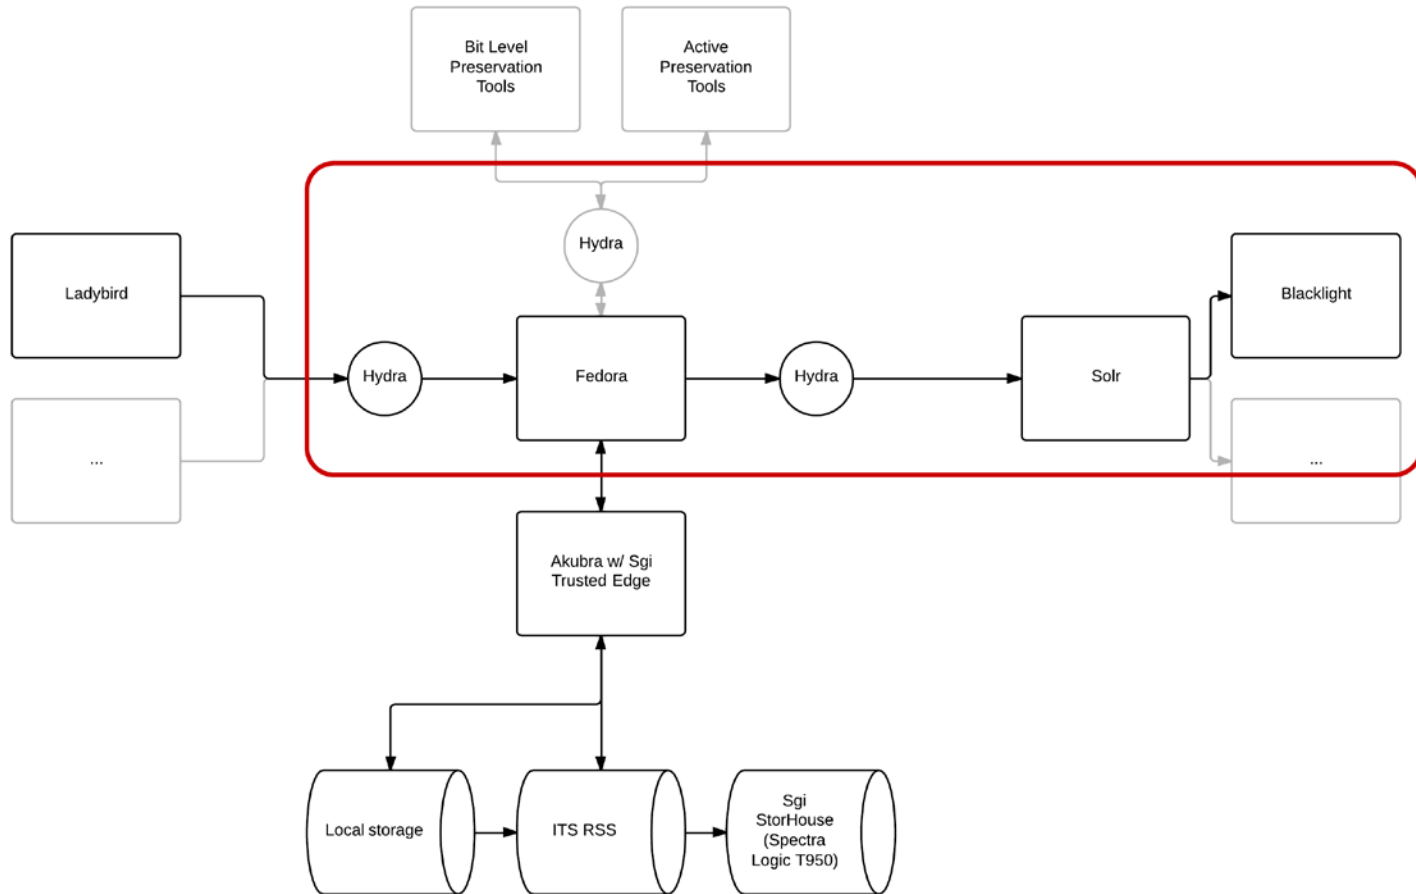 Bit Level
Preservation
Tools
Active
Preservation
Tools
Hydra
Ladybird
Blacklight
Hydra
Fedora
Hydra
Solr
...
...
Akubra w/ Sgi
Trusted Edge
Local storage
ITS RSS
Sgi
StorHouse
(Spectra
Logic T950)